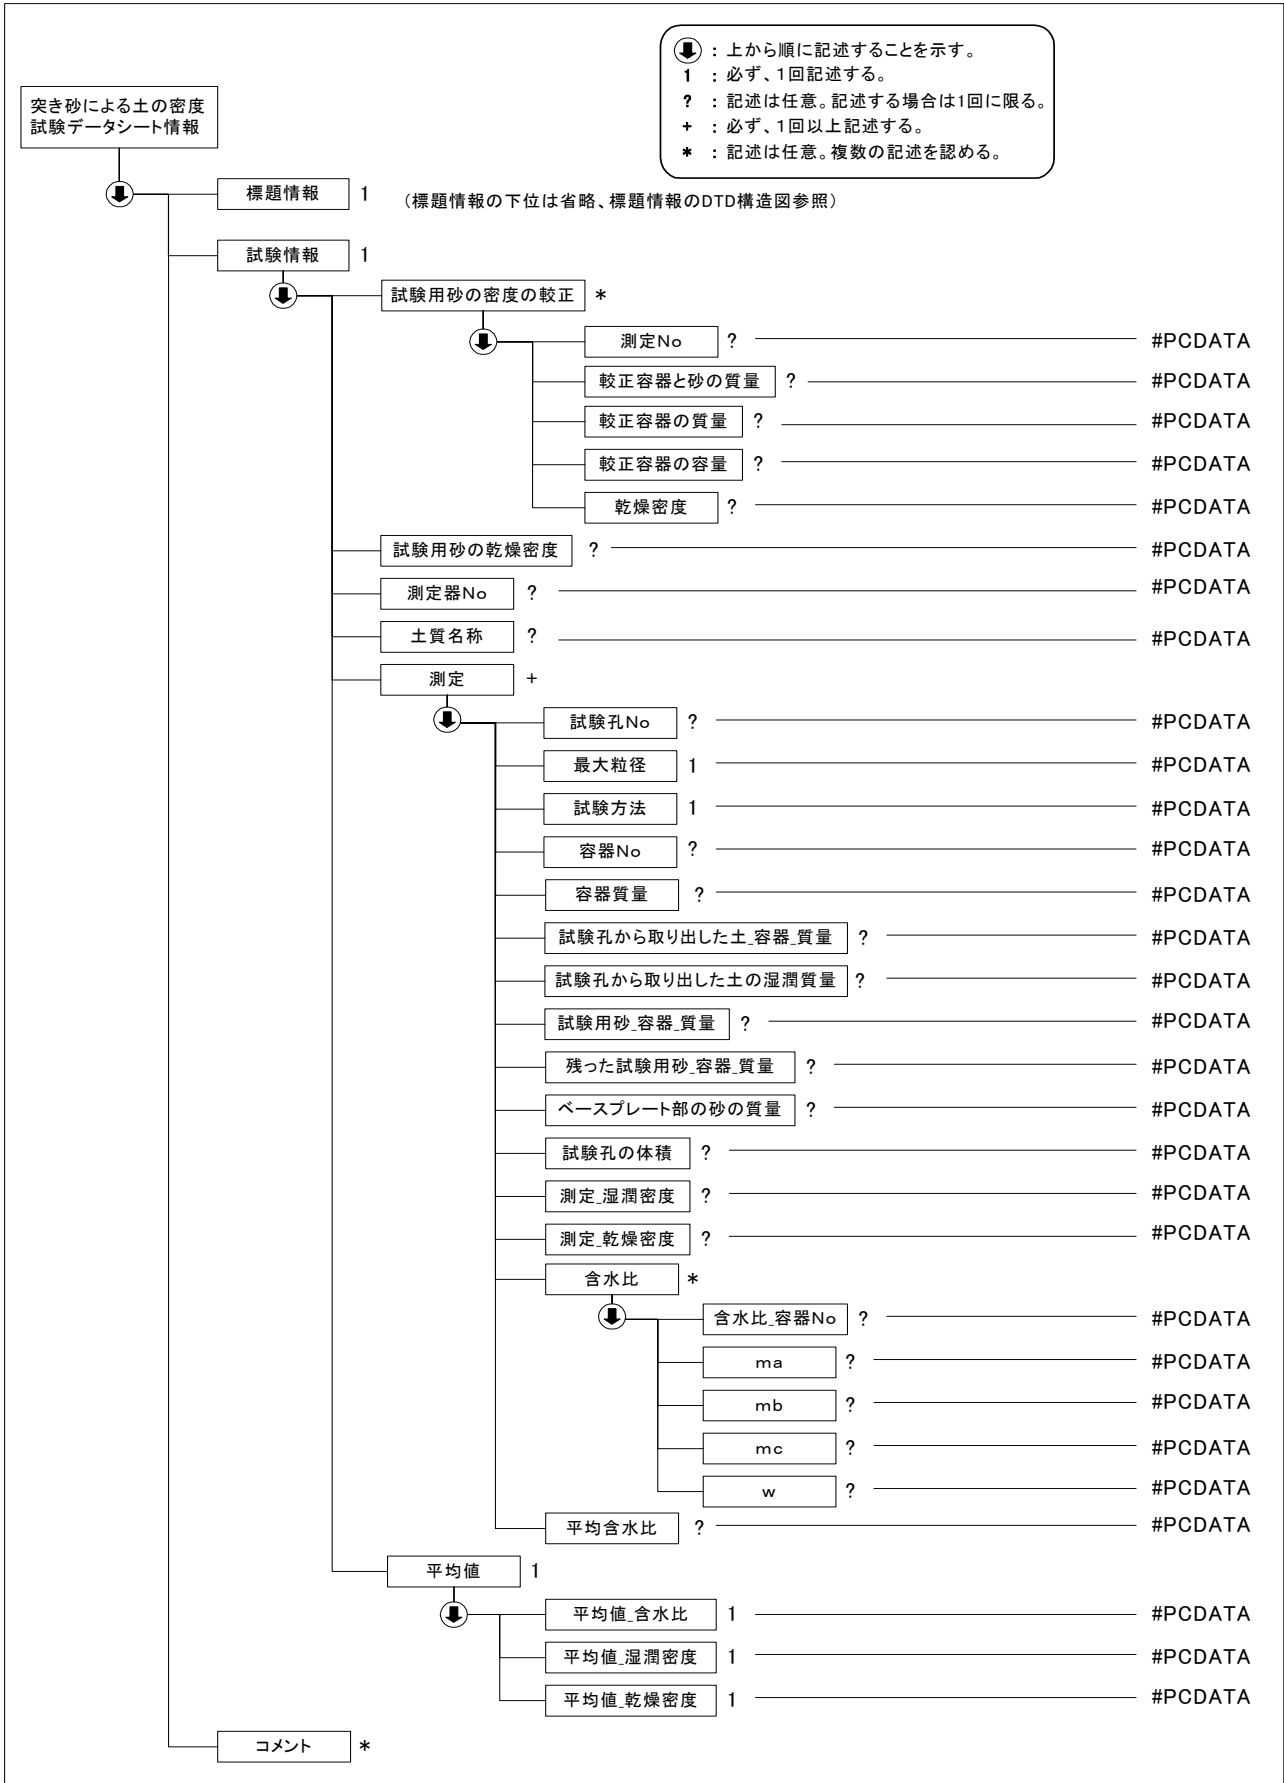 ：上から順に記述することを示す。
1 ：必ず、1回記述する。
? ：記述は任意。記述する場合は1回に限る。
+ ：必ず、1回以上記述する。
* ：記述は任意。複数の記述を認める。
突き砂による土の密度
試験データシート情報
標題情報 1 （標題情報の下位は省略、標題情報のDTD構造図参照）
試験情報 1
試験用砂の密度の較正 *
測定No ? #PCDATA
較正容器と砂の質量 ? #PCDATA
較正容器の質量 ? #PCDATA
較正容器の容量 ? #PCDATA
乾燥密度 ? #PCDATA
試験用砂の乾燥密度 ? #PCDATA
測定器No ? #PCDATA
土質名称 ? #PCDATA
測定 +
試験孔No ? #PCDATA
最大粒径 1 #PCDATA
試験方法 1 #PCDATA
容器No ? #PCDATA
容器質量 ? #PCDATA
試験孔から取り出した土_容器_質量 ? #PCDATA
試験孔から取り出した土の湿潤質量 ? #PCDATA
試験用砂_容器_質量 ? #PCDATA
残った試験用砂_容器_質量 ? #PCDATA
ベースプレート部の砂の質量 ? #PCDATA
試験孔の体積 ? #PCDATA
測定_湿潤密度 ? #PCDATA
測定_乾燥密度 ? #PCDATA
含水比 *
含水比_容器No ? #PCDATA
ma ? #PCDATA
mb ? #PCDATA
mc ? #PCDATA
w ? #PCDATA
平均含水比 ? #PCDATA
平均値 1
平均値_含水比 1 #PCDATA
平均値_湿潤密度 1 #PCDATA
平均値_乾燥密度 1 #PCDATA
コメント *